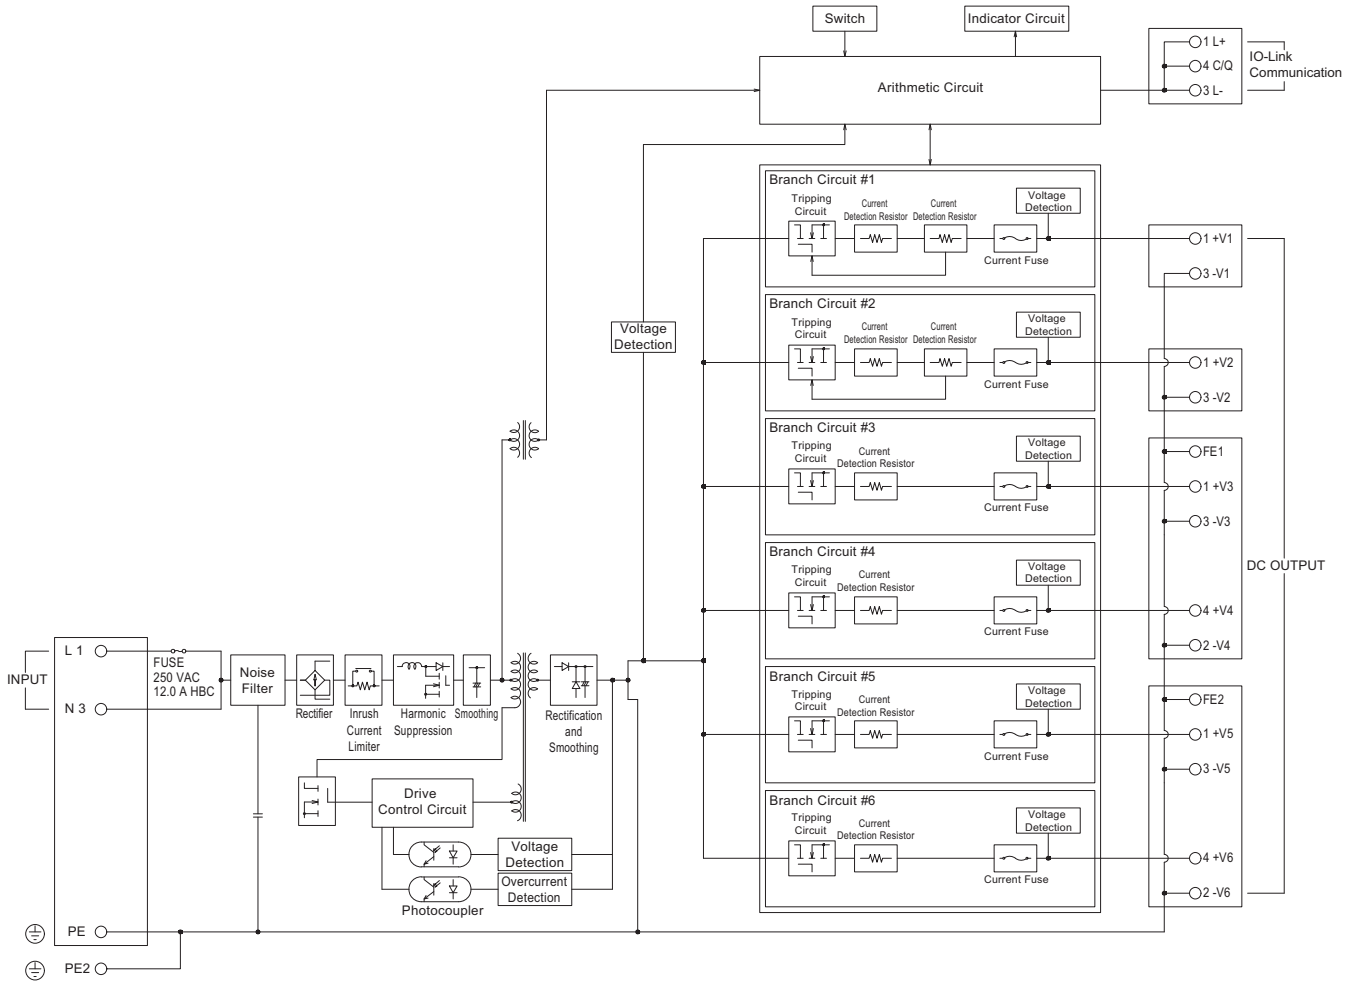 Switch
Indicator Circuit
Arithmetic Circuit
1 L+
4 C/Q
3 L-
IO-Link
Communication
Branch Circuit #1
Tripping
Circuit
Current
Detection Resistor
Current
Detection Resistor
Voltage
Detection
Current Fuse
1 +V1
3 -V1
Branch Circuit #2
Tripping
Circuit
Current
Detection Resistor
Current
Detection Resistor
Voltage
Detection
Current Fuse
1 +V2
3 -V2
Voltage
Detection
Branch Circuit #3
Tripping
Circuit
Current
Detection Resistor
Voltage
Detection
Current Fuse
FE1
1 +V3
3 -V3
Branch Circuit #4
Tripping
Circuit
Current
Detection Resistor
Voltage
Detection
Current Fuse
4 +V4
2 -V4
DC OUTPUT
Branch Circuit #5
Tripping
Circuit
Current
Detection Resistor
Voltage
Detection
Current Fuse
FE2
1 +V5
3 -V5
Branch Circuit #6
Tripping
Circuit
Current
Detection Resistor
Voltage
Detection
Current Fuse
4 +V6
2 -V6
INPUT
L 1
N 3
FUSE
250 VAC
12.0 A HBC
Noise
Filter
Rectifier
Inrush
Current
Limiter
Harmonic
Suppression
Smoothing
Rectification
and
Smoothing
Drive
Control Circuit
Voltage
Detection
Overcurrent
Detection
Photocoupler
PE
PE2